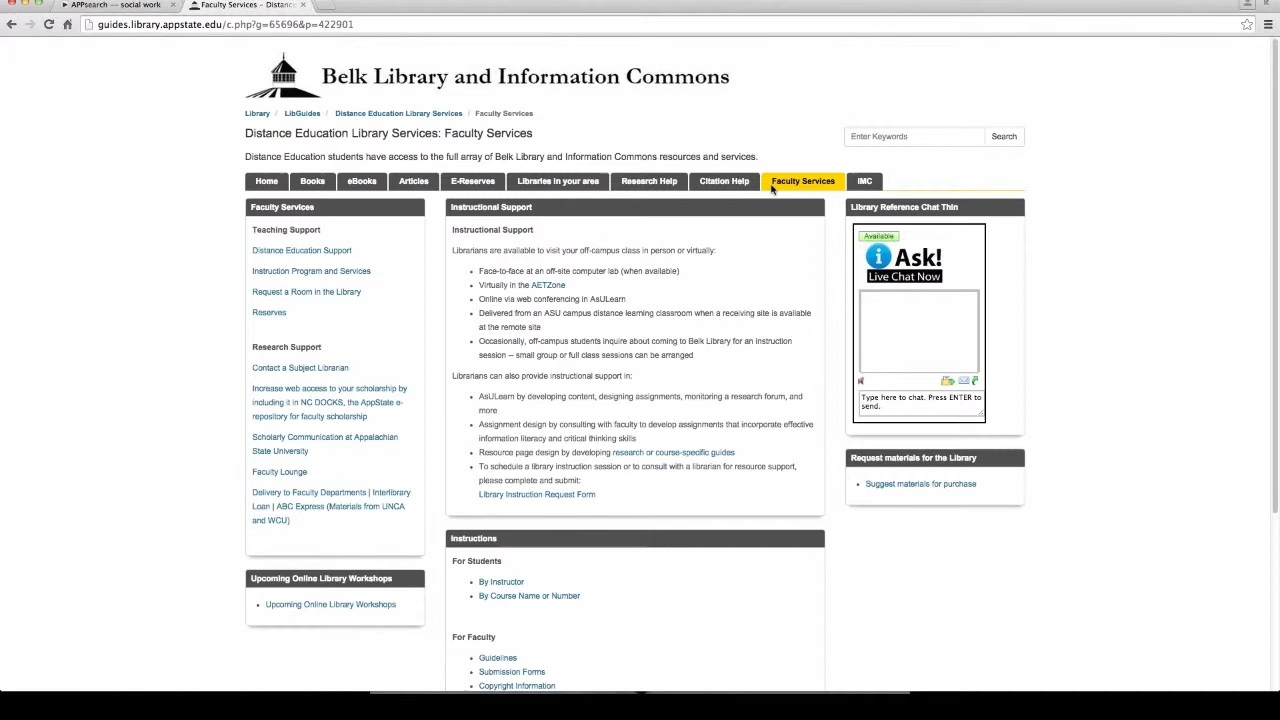 APPsearch -- social work
Faculty Services - Distanc
guides.library.appstate.edu/c.php?g=65696&p=422901
Belk Library and Information Commons
Library / LibGuides / Distance Education Library Services / Faculty Services
Distance Education Library Services: Faculty Services
Enter Keywords Search
Distance Education students have access to the full array of Belk Library and Information Commons resources and services.
Home Books eBooks Articles E-Reserves Libraries in your area Research Help Citation Help Faculty Services IMC
Faculty Services
Teaching Support
Distance Education Support
Instruction Program and Services
Request a Room in the Library
Reserves
Research Support
Contact a Subject Librarian
Increase web access to your scholarship by
including it in NC DOCKS, the AppState e-
repository for faculty scholarship
Scholarly Communication at Appalachian
State University
Faculty Lounge
Delivery to Faculty Departments | Interlibrary
Loan | ABC Express (Materials from UNCA
and WCU)
Upcoming Online Library Workshops
• Upcoming Online Library Workshops
Instructional Support
Instructional Support
Librarians are available to visit your off-campus class in person or virtually:
• Face-to-face at an off-site computer lab (when available)
• Virtually in the AETZone
• Online via web conferencing in AsULearn
• Delivered from an ASU campus distance learning classroom when a receiving site is available
at the remote site
• Occasionally, off-campus students inquire about coming to Belk Library for an instruction
session -- small group or full class sessions can be arranged
Librarians can also provide instructional support in:
• AsULearn by developing content, designing assignments, monitoring a research forum, and
more
• Assignment design by consulting with faculty to develop assignments that incorporate effective
information literacy and critical thinking skills
• Resource page design by developing research or course-specific guides
• To schedule a library instruction session or to consult with a librarian for resource support,
please complete and submit:
Library Instruction Request Form
Instructions
For Students
• By Instructor
• By Course Name or Number
For Faculty
• Guidelines
• Submission Forms
• Copyright Information
Library Reference Chat Thin
Available
i Ask!
Live Chat Now
Type here to chat. Press ENTER to
send.
Request materials for the Library
• Suggest materials for purchase